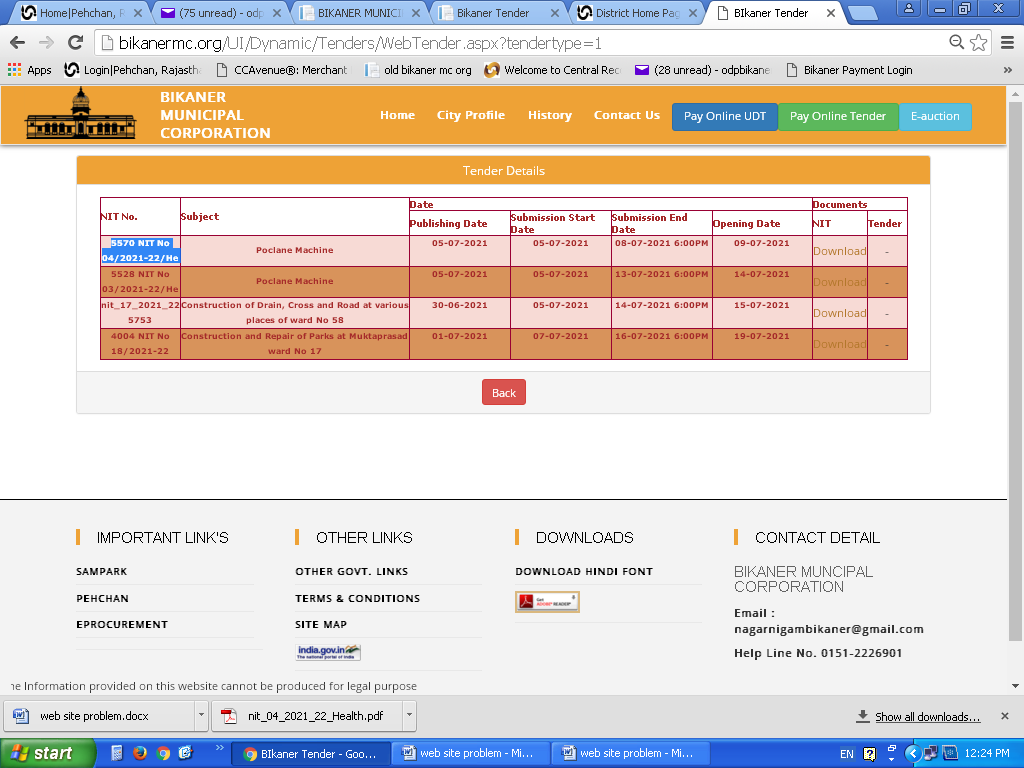 Home|Pehchan, R
(75 unread) - odp
BIKANER MUNICI
Bikaner Tender
District Home Pag
BIkaner Tender
bikanermc.org/UI/Dynamic/Tenders/WebTender.aspx?tendertype=1
Apps
Login|Pehchan, Rajastha
CCAvenue®: Merchant
old bikaner mc org
Welcome to Central Rec
(28 unread) - odpbikane
Bikaner Payment Login
»
BIKANER
MUNICIPAL
CORPORATION
Home
City Profile
History
Contact Us
Pay Online UDT
Pay Online Tender
E-auction
Tender Details
NIT No.
Subject
Date
Documents
Publishing Date
Submission Start
Date
Submission End
Date
Opening Date
NIT
Tender
5570 NIT No
04/2021-22/He
Poclane Machine
05-07-2021
05-07-2021
08-07-2021 6:00PM
09-07-2021
Download
-
5528 NIT No
03/2021-22/He
Poclane Machine
05-07-2021
05-07-2021
13-07-2021 6:00PM
14-07-2021
Download
-
nit_17_2021_22
5753
Construction of Drain, Cross and Road at various
places of ward No 58
30-06-2021
05-07-2021
14-07-2021 6:00PM
15-07-2021
Download
-
4004 NIT No
18/2021-22
Construction and Repair of Parks at Muktaprasad
ward No 17
01-07-2021
07-07-2021
16-07-2021 6:00PM
19-07-2021
Download
-
Back
IMPORTANT LINK'S
SAMPARK
PEHCHAN
EPROCUREMENT
OTHER LINKS
OTHER GOVT. LINKS
TERMS & CONDITIONS
SITE MAP
india.gov.in
The national portal of India
DOWNLOADS
DOWNLOAD HINDI FONT
Get
ADOBE® READER®
CONTACT DETAIL
BIKANER MUNCIPAL
CORPORATION
Email :
nagarnigambikaner@gmail.com
Help Line No. 0151-2226901
he Information provided on this website cannot be produced for legal purpose
web site problem.docx
nit_04_2021_22_Health.pdf
Show all downloads...
start
»
BIkaner Tender - Goo...
web site problem - Mi...
web site problem - Mi...
EN
12:24 PM